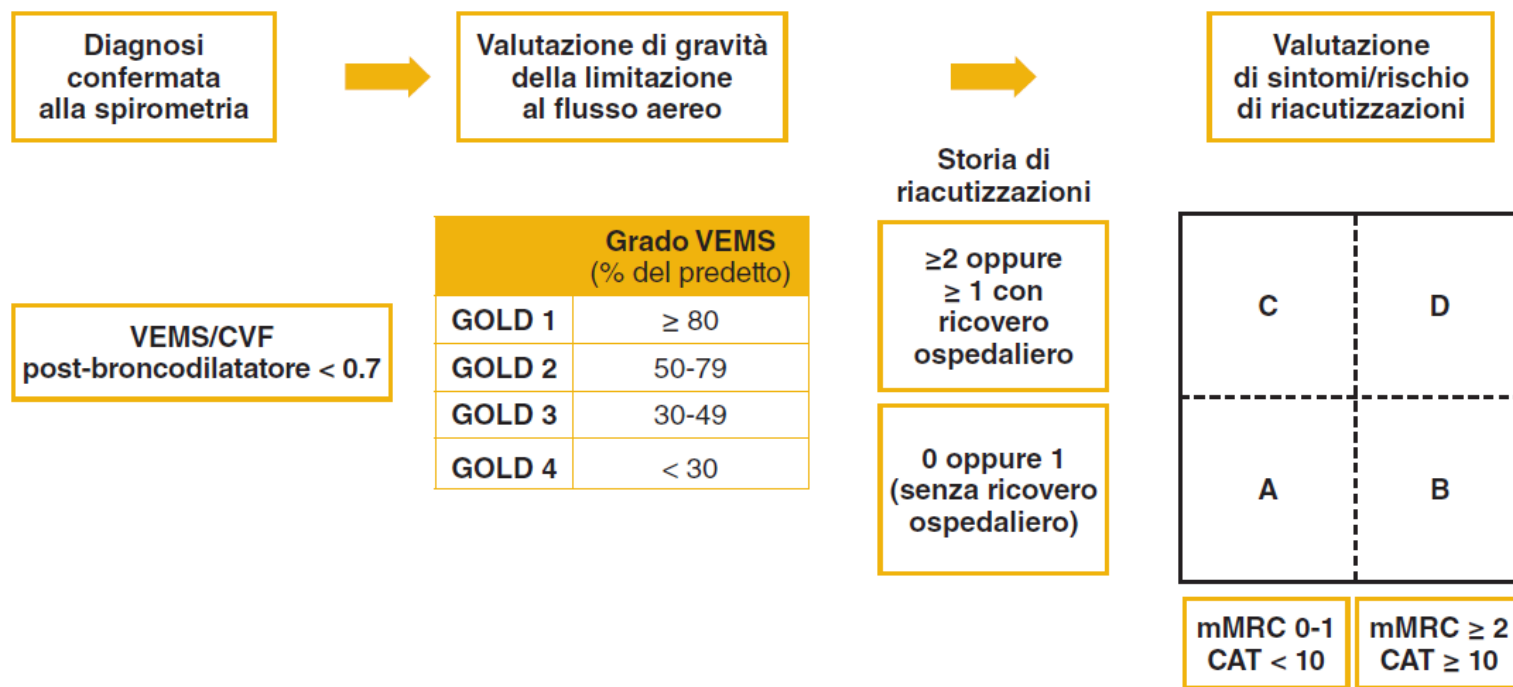 Diagnosi
confermata
alla spirometria
Valutazione di gravità
della limitazione
al flusso aereo
Valutazione
di sintomi/rischio
di riacutizzazioni
VEMS/CVF
post-broncodilatatore < 0.7
Grado VEMS
(% del predetto)
GOLD 1 ≥ 80
GOLD 2 50-79
GOLD 3 30-49
GOLD 4 < 30
Storia di
riacutizzazioni
≥2 oppure
≥ 1 con
ricovero
ospedaliero
0 oppure 1
(senza ricovero
ospedaliero)
C D
A B
mMRC 0-1
CAT < 10
mMRC ≥ 2
CAT ≥ 10